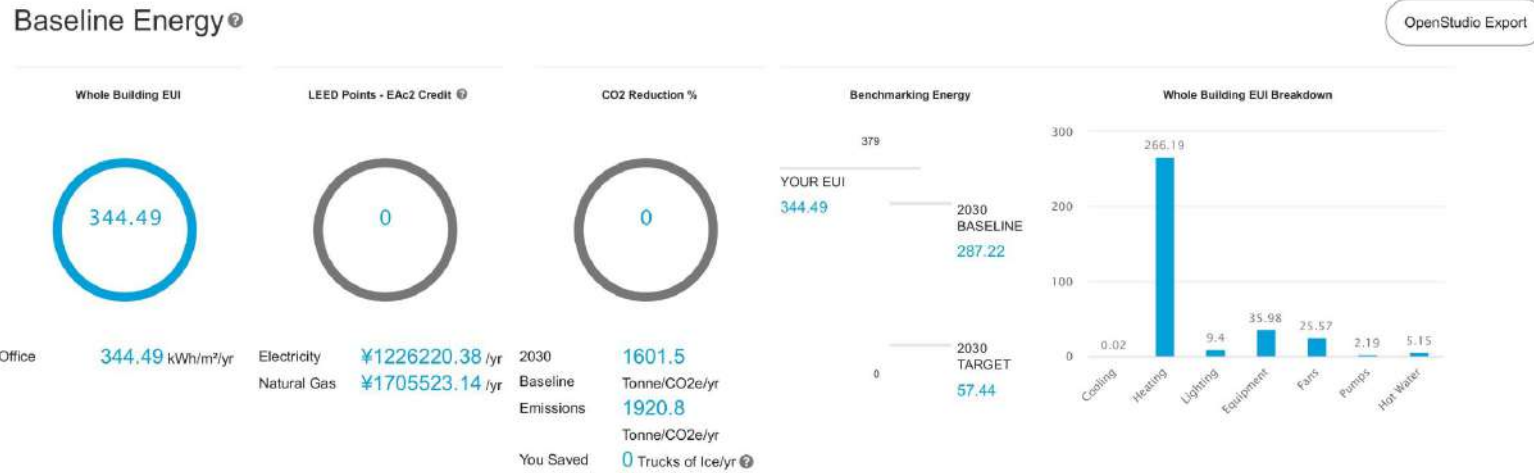 Baseline Energy
OpenStudio Export
Whole Building EUI
344.49
Office 344.49 kWh/m²/yr
LEED Points - EAc2 Credit
0
Electricity ¥1226220.38 /yr
Natural Gas ¥1705523.14 /yr
CO2 Reduction %
0
2030 1601.5
Baseline Tonne/CO2e/yr
Emissions 1920.8
Tonne/CO2e/yr
You Saved 0 Trucks of Ice/yr
Benchmarking Energy
379
YOUR EUI
344.49
2030
BASELINE
287.22
2030
TARGET
57.44
0
Whole Building EUI Breakdown
300
200
100
0
0.02
266.19
9.4
35.98
25.57
2.19
5.15
Cooling
Heating
Lighting
Equipment
Fans
Pumps
Hot Water